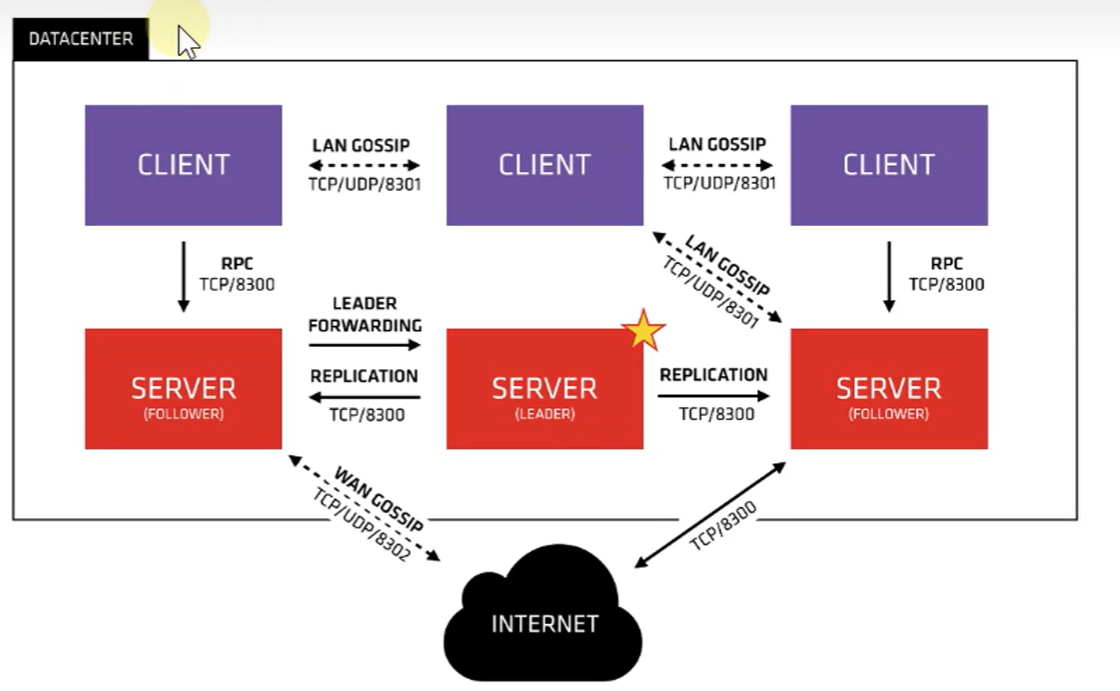 DATACENTER
CLIENT
LAN GOSSIP
TCP/UDP/8301
CLIENT
LAN GOSSIP
TCP/UDP/8301
CLIENT
RPC
TCP/8300
LAN GOSSIP
TCP/UDP/8301
RPC
TCP/8300
LEADER
FORWARDING
SERVER
(FOLLOWER)
REPLICATION
TCP/8300
SERVER
(LEADER)
REPLICATION
TCP/8300
SERVER
(FOLLOWER)
WAN GOSSIP
TCP/UDP/8302
TCP/8300
INTERNET